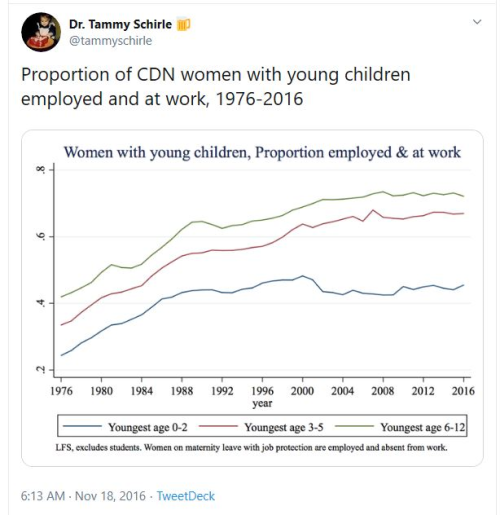 Dr. Tammy Schirle 🍻
@tammyschirle
Proportion of CDN women with young children
employed and at work, 1976-2016
Women with young children, Proportion employed & at work
.8
.6
.4
.2
1976 1980 1984 1988 1992 1996 2000 2004 2008 2012 2016
year
Youngest age 0-2 Youngest age 3-5 Youngest age 6-12
LFS, excludes students. Women on maternity leave with job protection are employed and absent from work.
6:13 AM · Nov 18, 2016 · TweetDeck